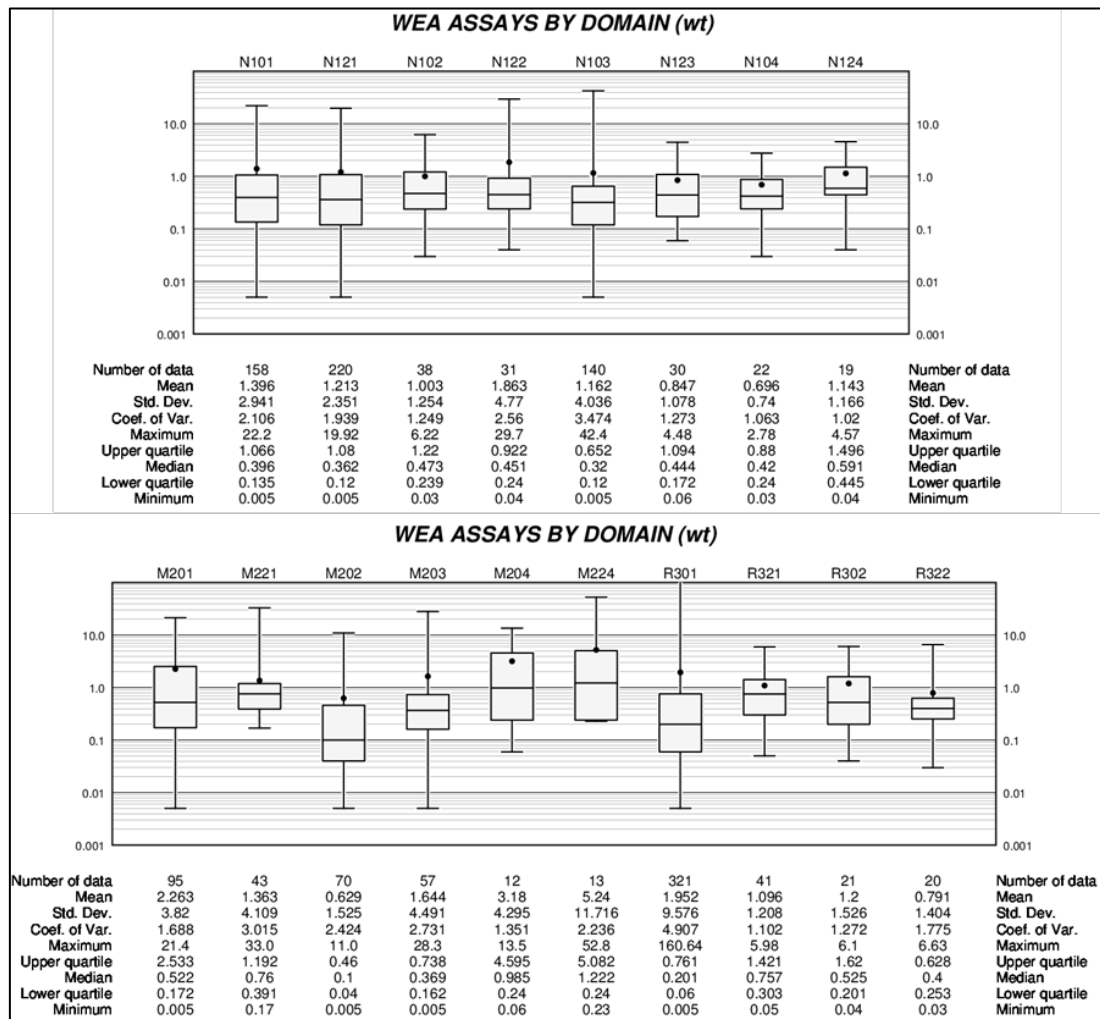 WEA ASSAYS BY DOMAIN (wt)
N101 N121 N102 N122 N103 N123 N104 N124
10.0 10.0
1.0 1.0
0.1 0.1
0.01 0.01
0.001 0.001
Number of data 158 220 38 31 140 30 22 19 Number of data
Mean 1.396 1.213 1.003 1.863 1.162 0.847 0.696 1.143 Mean
Std. Dev. 2.941 2.351 1.254 4.77 4.036 1.078 0.74 1.166 Std. Dev.
Coef. of Var. 2.106 1.939 1.249 2.56 3.474 1.273 1.063 1.02 Coef. of Var.
Maximum 22.2 19.92 6.22 29.7 42.4 4.48 2.78 4.57 Maximum
Upper quartile 1.066 1.08 1.22 0.922 0.652 1.094 0.88 1.496 Upper quartile
Median 0.396 0.362 0.473 0.451 0.32 0.444 0.42 0.591 Median
Lower quartile 0.135 0.12 0.239 0.24 0.12 0.172 0.24 0.445 Lower quartile
Minimum 0.005 0.005 0.03 0.04 0.005 0.06 0.03 0.04 Minimum
WEA ASSAYS BY DOMAIN (wt)
M201 M221 M202 M203 M204 M224 R301 R321 R302 R322
10.0 10.0
1.0 1.0
0.1 0.1
0.01 0.01
0.001 0.001
Number of data 95 43 70 57 12 13 321 41 21 20 Number of data
Mean 2.263 1.363 0.629 1.644 3.18 5.24 1.952 1.096 1.2 0.791 Mean
Std. Dev. 3.82 4.109 1.525 4.491 4.295 11.716 9.576 1.208 1.526 1.404 Std. Dev.
Coef. of Var. 1.688 3.015 2.424 2.731 1.351 2.236 4.907 1.102 1.272 1.775 Coef. of Var.
Maximum 21.4 33.0 11.0 28.3 13.5 52.8 160.64 5.98 6.1 6.63 Maximum
Upper quartile 2.533 1.192 0.46 0.738 4.595 5.082 0.761 1.421 1.62 0.628 Upper quartile
Median 0.522 0.76 0.1 0.369 0.985 1.222 0.201 0.757 0.525 0.4 Median
Lower quartile 0.172 0.391 0.04 0.162 0.24 0.24 0.06 0.303 0.201 0.253 Lower quartile
Minimum 0.005 0.17 0.005 0.005 0.06 0.23 0.005 0.05 0.04 0.03 Minimum